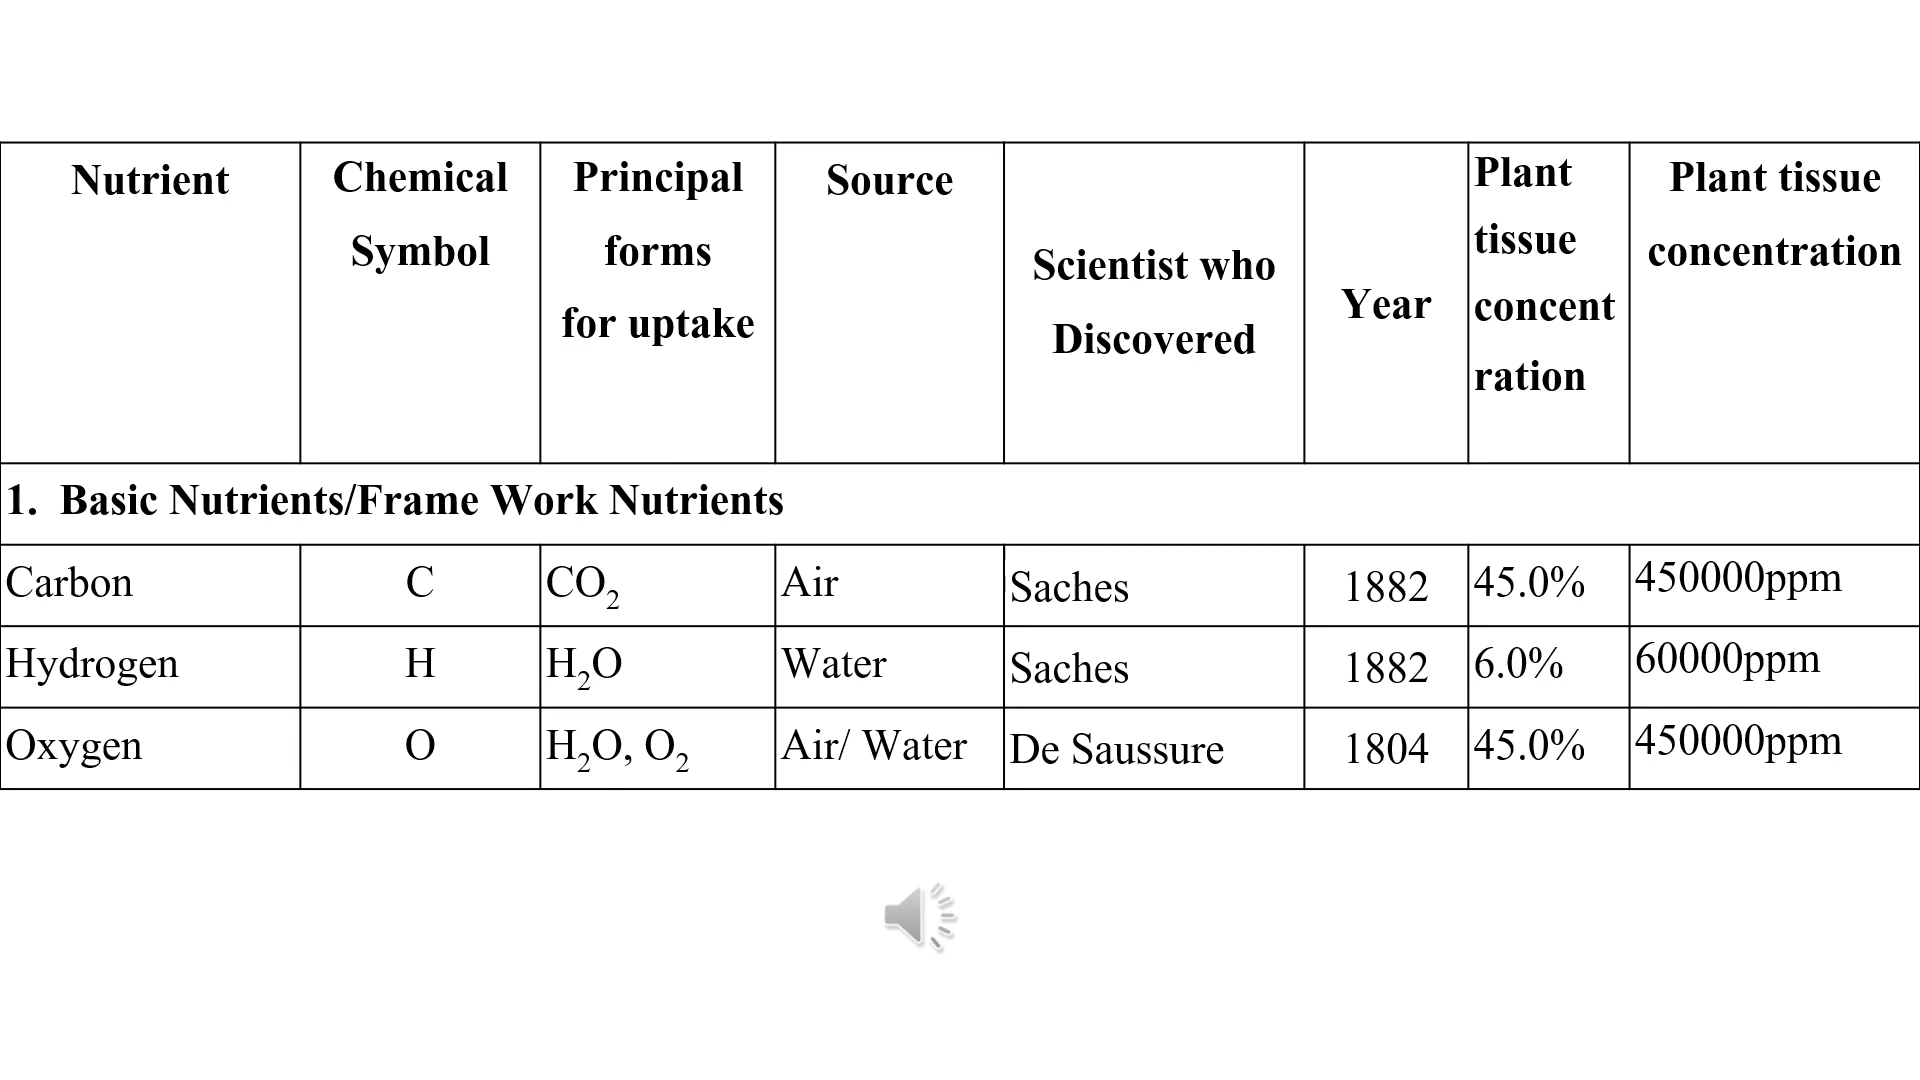 Nutrient
Chemical
Symbol
Principal
forms
for uptake
Source
Scientist who
Discovered
Year
Plant
tissue
concent
ration
Plant tissue
concentration
1. Basic Nutrients/Frame Work Nutrients
Carbon C CO₂ Air Saches 1882 45.0% 450000ppm
Hydrogen H H₂O Water Saches 1882 6.0% 60000ppm
Oxygen O H₂O, O₂ Air/ Water De Saussure 1804 45.0% 450000ppm